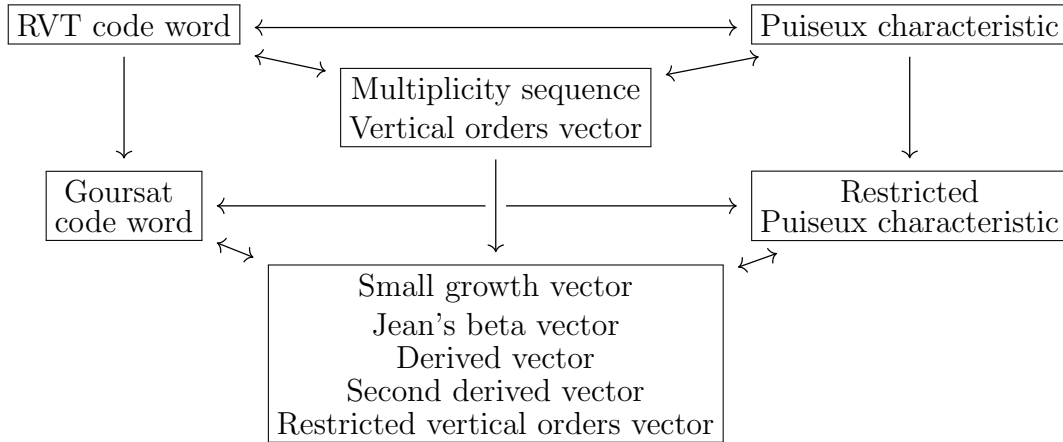 RVT code word
Puiseux characteristic
Multiplicity sequence
Vertical orders vector
Goursat
code word
Restricted
Puiseux characteristic
Small growth vector
Jean's beta vector
Derived vector
Second derived vector
Restricted vertical orders vector